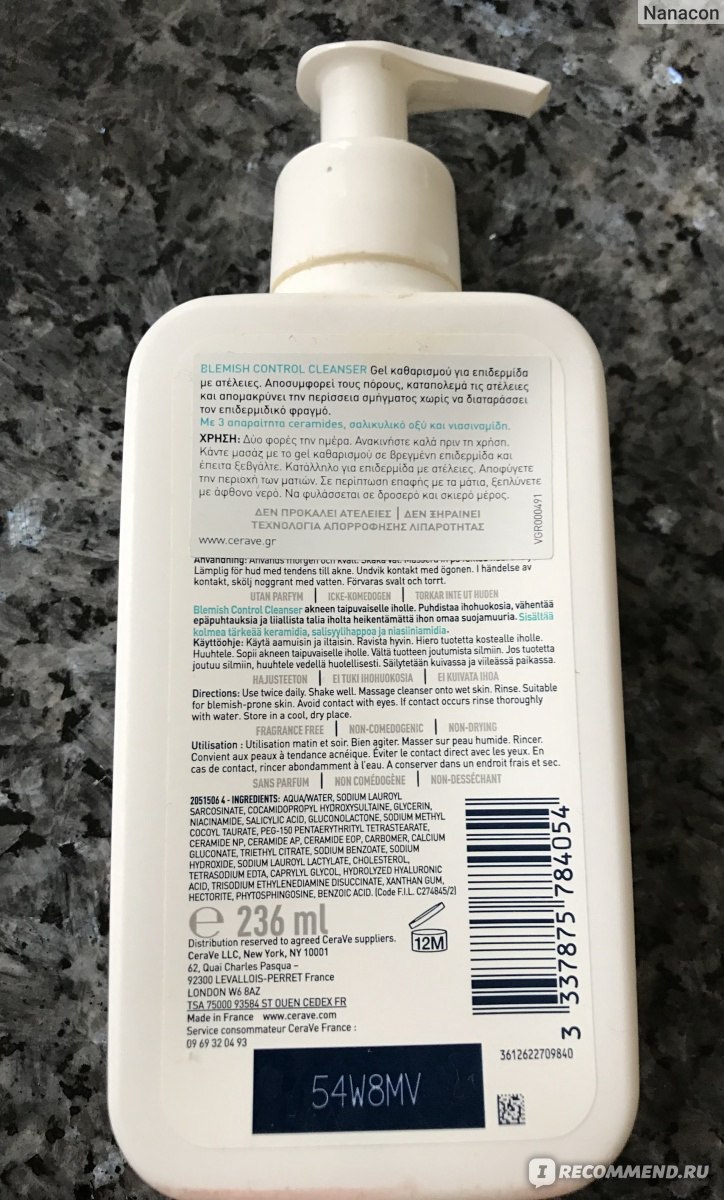 Nanacon
BLEMISH CONTROL CLEANSER Gel καθαρισμού για επιδερμίδα
με ατέλειες. Αποσυμφορεί τους πόρους, καταπολεμά τις ατέλειες
και απομακρύνει την περίσσεια σμήγματος χωρίς να διαταράσσει
τον επιδερμιδικό φραγμό.
Με 3 απαραίτητα ceramides, σαλικυλικό οξύ και νιασιναμίδη.
ΧΡΗΣΗ: Δύο φορές την ημέρα. Ανακινήστε καλά πριν τη χρήση.
Κάντε μασάζ με το gel καθαρισμού σε βρεγμένη επιδερμίδα και
έπειτα ξεβγάλτε. Κατάλληλο για επιδερμίδα με ατέλειες. Αποφύγετε
την περιοχή των ματιών. Σε περίπτωση επαφής με τα μάτια, ξεπλύνετε
με άφθονο νερό. Να φυλάσσεται σε δροσερό και σκιερό μέρος.
ΔΕΝ ΠΡΟΚΑΛΕΙ ΑΤΕΛΕΙΕΣ | ΔΕΝ ΞΗΡΑΙΝΕΙ
ΤΕΧΝΟΛΟΓΙΑ ΑΠΟΡΡΟΦΗΣΗΣ ΛΙΠΑΡΟΤΗΤΑΣ
www.cerave.gr
VGR000491
Användning: Används morgon och kväll. Skaka väl.
Lämplig för hud med tendens till akne. Undvik kontakt med ögonen. I händelse av
kontakt, skölj noggrant med vatten. Förvaras svalt och torrt.
UTAN PARFYM | ICKE-KOMEDOGEN | TORKAR INTE UT HUDEN
Blemish Control Cleanser akneen taipuvaiselle iholle. Puhdistaa ihohuokosia, vähentää
epäpuhtauksia ja liiallista talia iholta heikentämättä ihon omaa suojamuuria. Sisältää
kolmea tärkeää keramidia, salisyylihappoa ja niasiiniamidia.
Käyttöohje: Käytä aamuisin ja iltaisin. Ravista hyvin. Hiero tuotetta kostealle iholle.
Huuhtele. Sopii akneen taipuvaiselle iholle. Vältä tuotteen joutumista silmiin. Jos tuotetta
joutuu silmiin, huuhtele vedellä huolellisesti. Säilytetään kuivassa ja viileässä paikassa.
HAJUSTEETON | EI TUKI IHOHUOKOSIA | EI KUIVATA IHOA
Directions: Use twice daily. Shake well. Massage cleanser onto wet skin. Rinse. Suitable
for blemish-prone skin. Avoid contact with eyes. If contact occurs rinse thoroughly
with water. Store in a cool, dry place.
FRAGRANCE FREE | NON-COMEDOGENIC | NON-DRYING
Utilisation : Utilisation matin et soir. Bien agiter. Masser sur peau humide. Rincer.
Convient aux peaux à tendance acnéique. Éviter le contact direct avec les yeux. En
cas de contact, rincer abondamment à l'eau. A conserver dans un endroit frais et sec.
SANS PARFUM | NON COMÉDOGÈNE | NON-DESSÉCHANT
2051506 4 - INGREDIENTS: AQUA/WATER, SODIUM LAUROYL
SARCOSINATE, COCAMIDOPROPYL HYDROXYSULTAINE, GLYCERIN,
NIACINAMIDE, SALICYLIC ACID, GLUCONOLACTONE, SODIUM METHYL
COCOYL TAURATE, PEG-150 PENTAERYTHRITYL TETRASTEARATE,
CERAMIDE NP, CERAMIDE AP, CERAMIDE EOP, CARBOMER, CALCIUM
GLUCONATE, TRIETHYL CITRATE, SODIUM BENZOATE, SODIUM
HYDROXIDE, SODIUM LAUROYL LACTYLATE, CHOLESTEROL,
TETRASODIUM EDTA, CAPRYLYL GLYCOL, HYDROLYZED HYALURONIC
ACID, TRISODIUM ETHYLENEDIAMINE DISUCCINATE, XANTHAN GUM,
HECTORITE, PHYTOSPHINGOSINE, BENZOIC ACID. (Code F.I.L. C274845/2)
℮ 236 ml
12M
Distribution reserved to agreed CeraVe suppliers.
CeraVe LLC, New York, NY 10001
62, Quai Charles Pasqua –
92300 LEVALLOIS-PERRET France
LONDON W6 8AZ
TSA 75000 93584 ST OUEN CEDEX FR
Made in France www.cerave.com
Service consommateur CeraVe France :
09 69 32 04 93
3 337875 784054
3612622709840
54W8MV
IRECOMMEND.RU